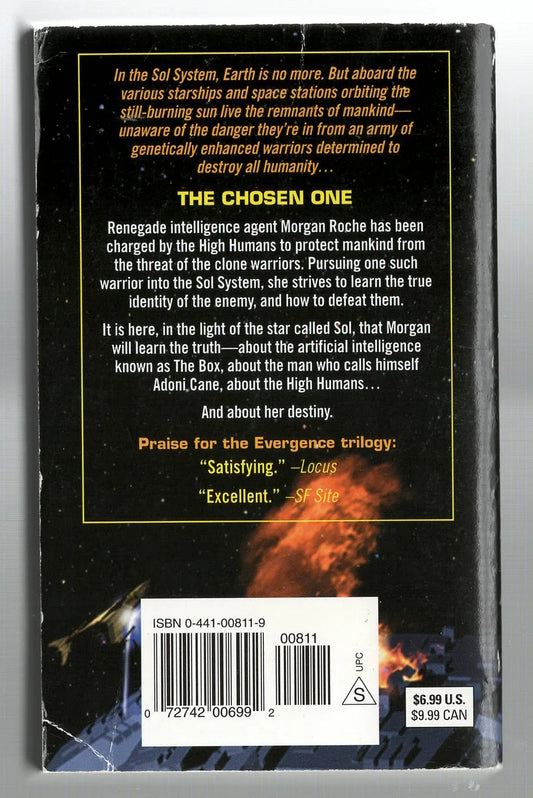 In the Sol System, Earth is no more. But aboard the
various starships and space stations orbiting the
still-burning sun live the remnants of mankind—
unaware of the danger they're in from an army of
genetically enhanced warriors determined to
destroy all humanity...
THE CHOSEN ONE
Renegade intelligence agent Morgan Roche has been
charged by the High Humans to protect mankind from
the threat of the clone warriors. Pursuing one such
warrior into the Sol System, she strives to learn the true
identity of the enemy, and how to defeat them.
It is here, in the light of the star called Sol, that Morgan
will learn the truth—about the artificial intelligence
known as The Box, about the man who calls himself
Adoni Cane, about the High Humans...
And about her destiny.
Praise for the Evergence trilogy:
“Satisfying.” –Locus
“Excellent.” –SF Site
ISBN 0-441-00811-9
00811
0 72742 00699 2
S
UPC
$6.99 U.S.
$9.99 CAN